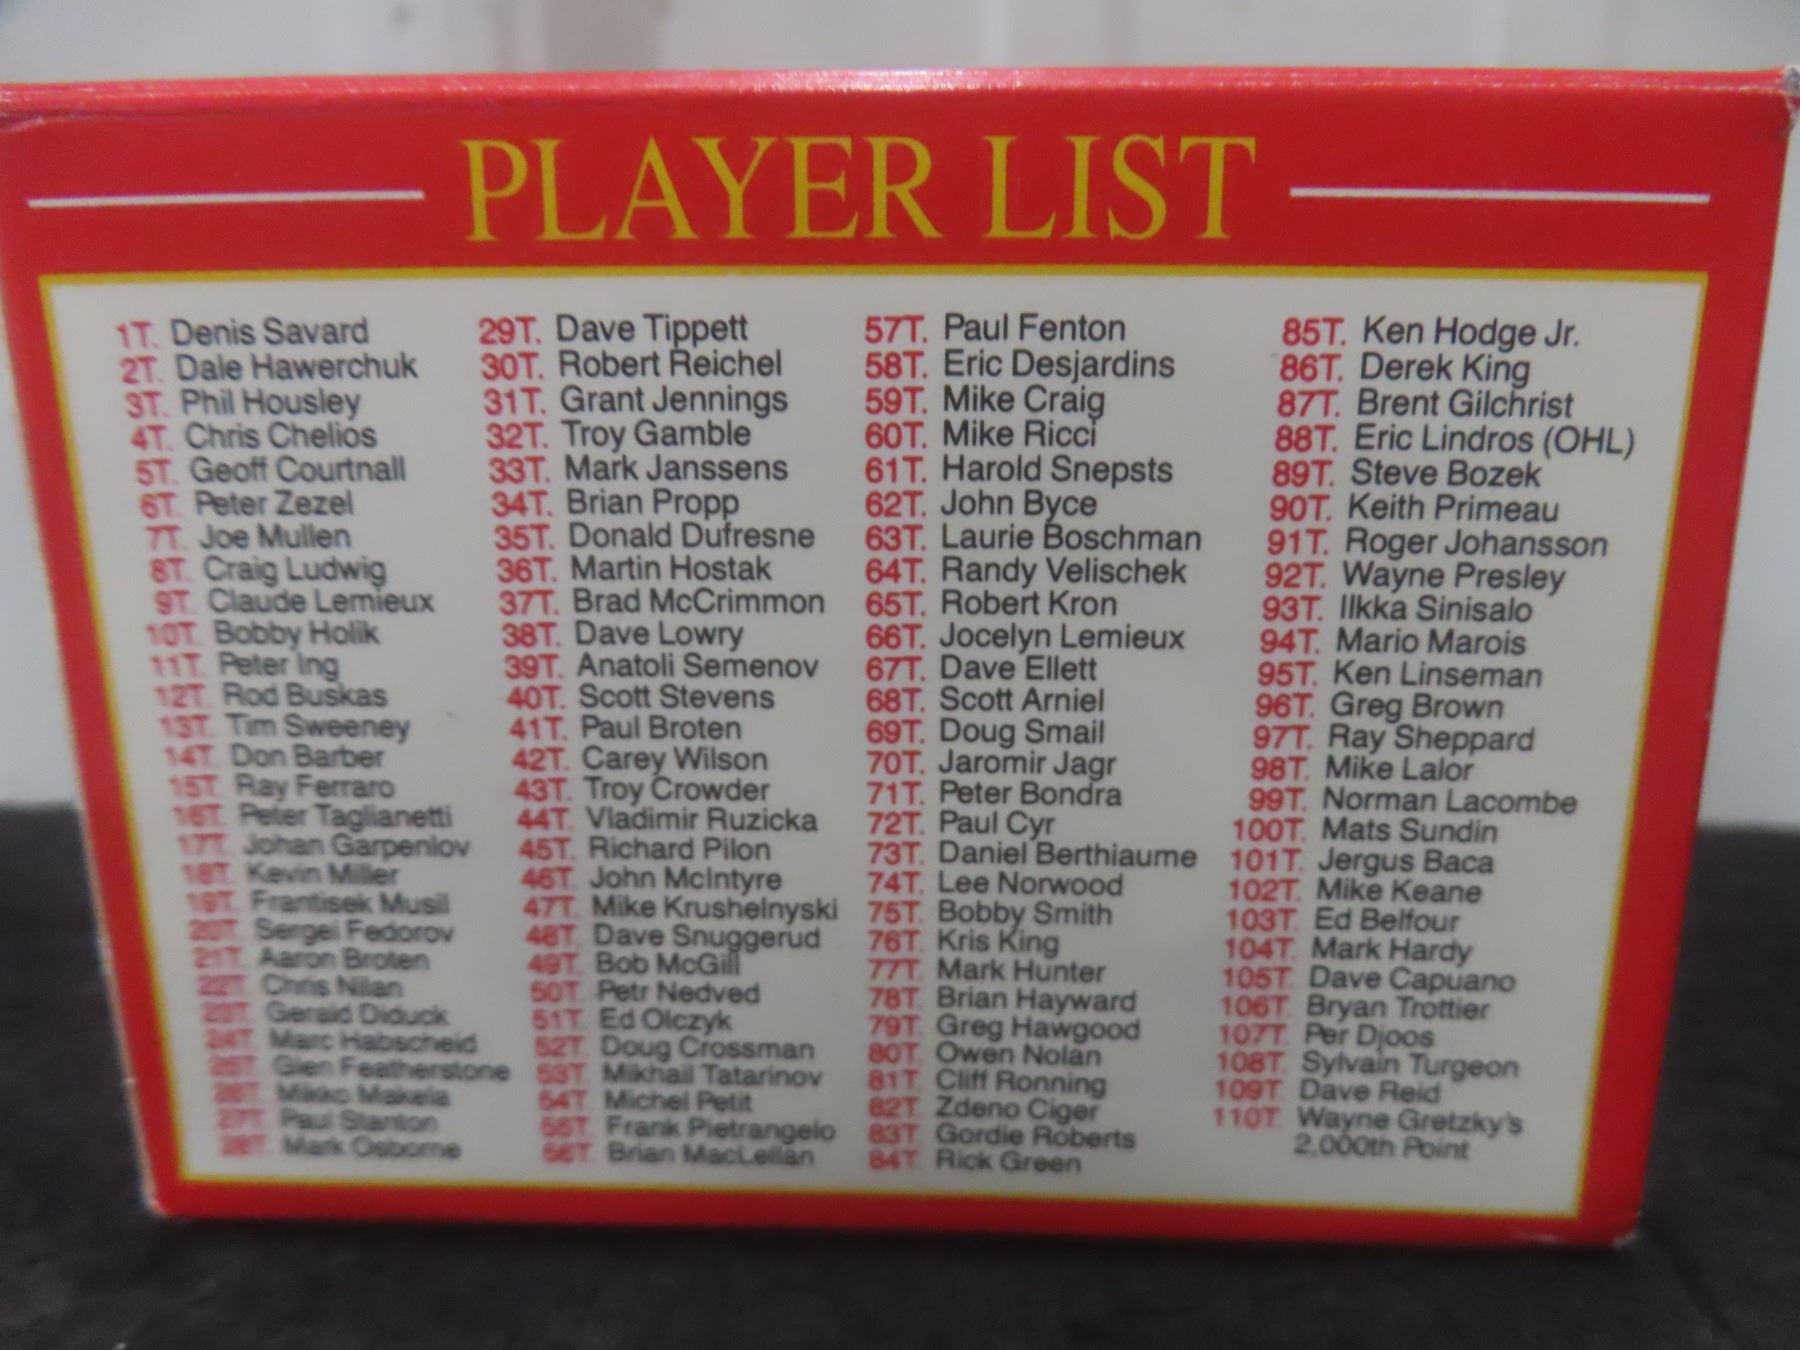 PLAYER LIST
1T. Denis Savard
2T. Dale Hawerchuk
3T. Phil Housley
4T. Chris Chelios
5T. Geoff Courtnall
6T. Peter Zezel
7T. Joe Mullen
8T. Craig Ludwig
9T. Claude Lemieux
10T. Bobby Holik
11T. Peter Ing
12T. Rod Buskas
13T. Tim Sweeney
14T. Don Barber
15T. Ray Ferraro
16T. Peter Taglianetti
17T. Johan Garpenlov
18T. Kevin Miller
19T. Frantisek Musil
20T. Sergei Fedorov
21T. Aaron Broten
22T. Chris Nilan
23T. Gerald Diduck
24T. Marc Habscheid
25T. Glen Featherstone
26T. Mikko Makela
27T. Paul Stanton
28T. Mark Osborne
29T. Dave Tippett
30T. Robert Reichel
31T. Grant Jennings
32T. Troy Gamble
33T. Mark Janssens
34T. Brian Propp
35T. Donald Dufresne
36T. Martin Hostak
37T. Brad McCrimmon
38T. Dave Lowry
39T. Anatoli Semenov
40T. Scott Stevens
41T. Paul Broten
42T. Carey Wilson
43T. Troy Crowder
44T. Vladimir Ruzicka
45T. Richard Pilon
46T. John McIntyre
47T. Mike Krushelnyski
48T. Dave Snuggerud
49T. Bob McGill
50T. Petr Nedved
51T. Ed Olczyk
52T. Doug Crossman
53T. Mikhail Tatarinov
54T. Michel Petit
55T. Frank Pietrangelo
56T. Brian MacLellan
57T. Paul Fenton
58T. Eric Desjardins
59T. Mike Craig
60T. Mike Ricci
61T. Harold Snepsts
62T. John Byce
63T. Laurie Boschman
64T. Randy Velischek
65T. Robert Kron
66T. Jocelyn Lemieux
67T. Dave Ellett
68T. Scott Arniel
69T. Doug Smail
70T. Jaromir Jagr
71T. Peter Bondra
72T. Paul Cyr
73T. Daniel Berthiaume
74T. Lee Norwood
75T. Bobby Smith
76T. Kris King
77T. Mark Hunter
78T. Brian Hayward
79T. Greg Hawgood
80T. Owen Nolan
81T. Cliff Ronning
82T. Zdeno Ciger
83T. Gordie Roberts
84T. Rick Green
85T. Ken Hodge Jr.
86T. Derek King
87T. Brent Gilchrist
88T. Eric Lindros (OHL)
89T. Steve Bozek
90T. Keith Primeau
91T. Roger Johansson
92T. Wayne Presley
93T. Ilkka Sinisalo
94T. Mario Marois
95T. Ken Linseman
96T. Greg Brown
97T. Ray Sheppard
98T. Mike Lalor
99T. Norman Lacombe
100T. Mats Sundin
101T. Jergus Baca
102T. Mike Keane
103T. Ed Belfour
104T. Mark Hardy
105T. Dave Capuano
106T. Bryan Trottier
107T. Per Djoos
108T. Sylvain Turgeon
109T. Dave Reid
110T. Wayne Gretzky's
2,000th Point